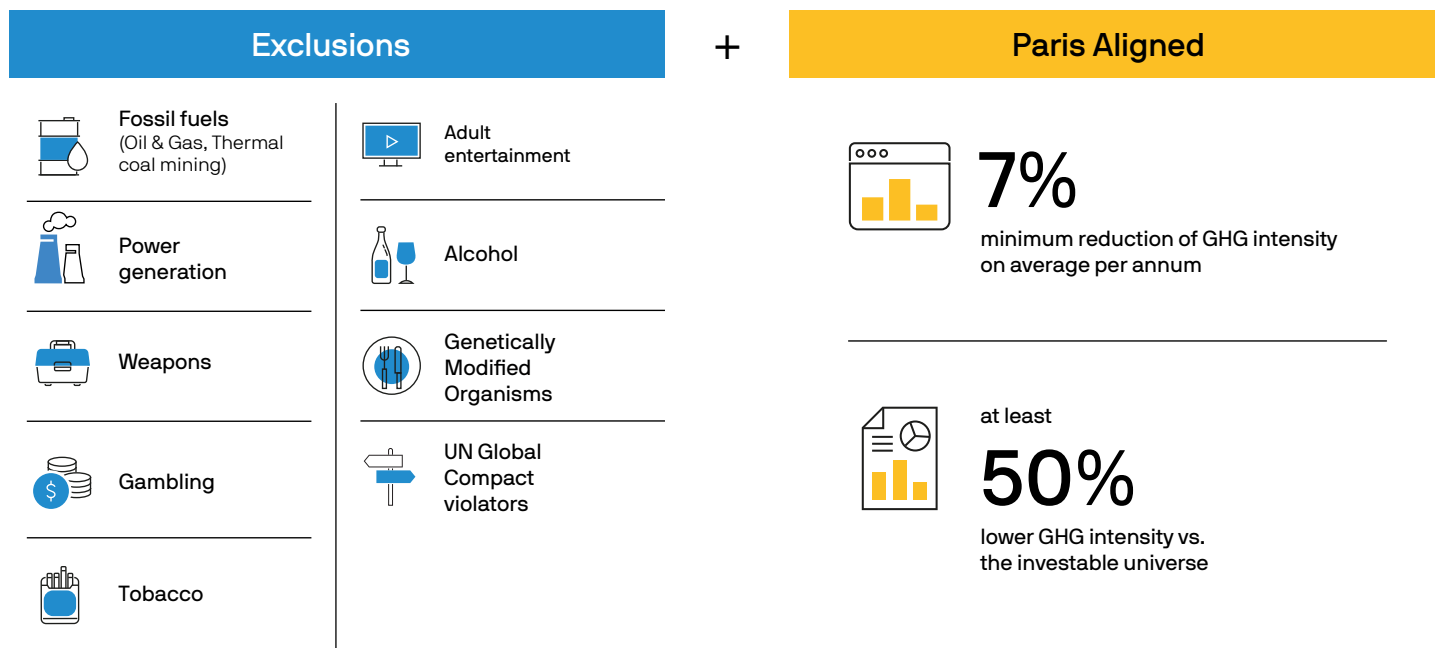 Exclusions
+
Paris Aligned
Fossil fuels
(Oil & Gas, Thermal
coal mining)
Power
generation
Weapons
Gambling
$
Tobacco
Adult
entertainment
Alcohol
Genetically
Modified
Organisms
UN Global
Compact
violators
7%
minimum reduction of GHG intensity
on average per annum
at least
50%
lower GHG intensity vs.
the investable universe